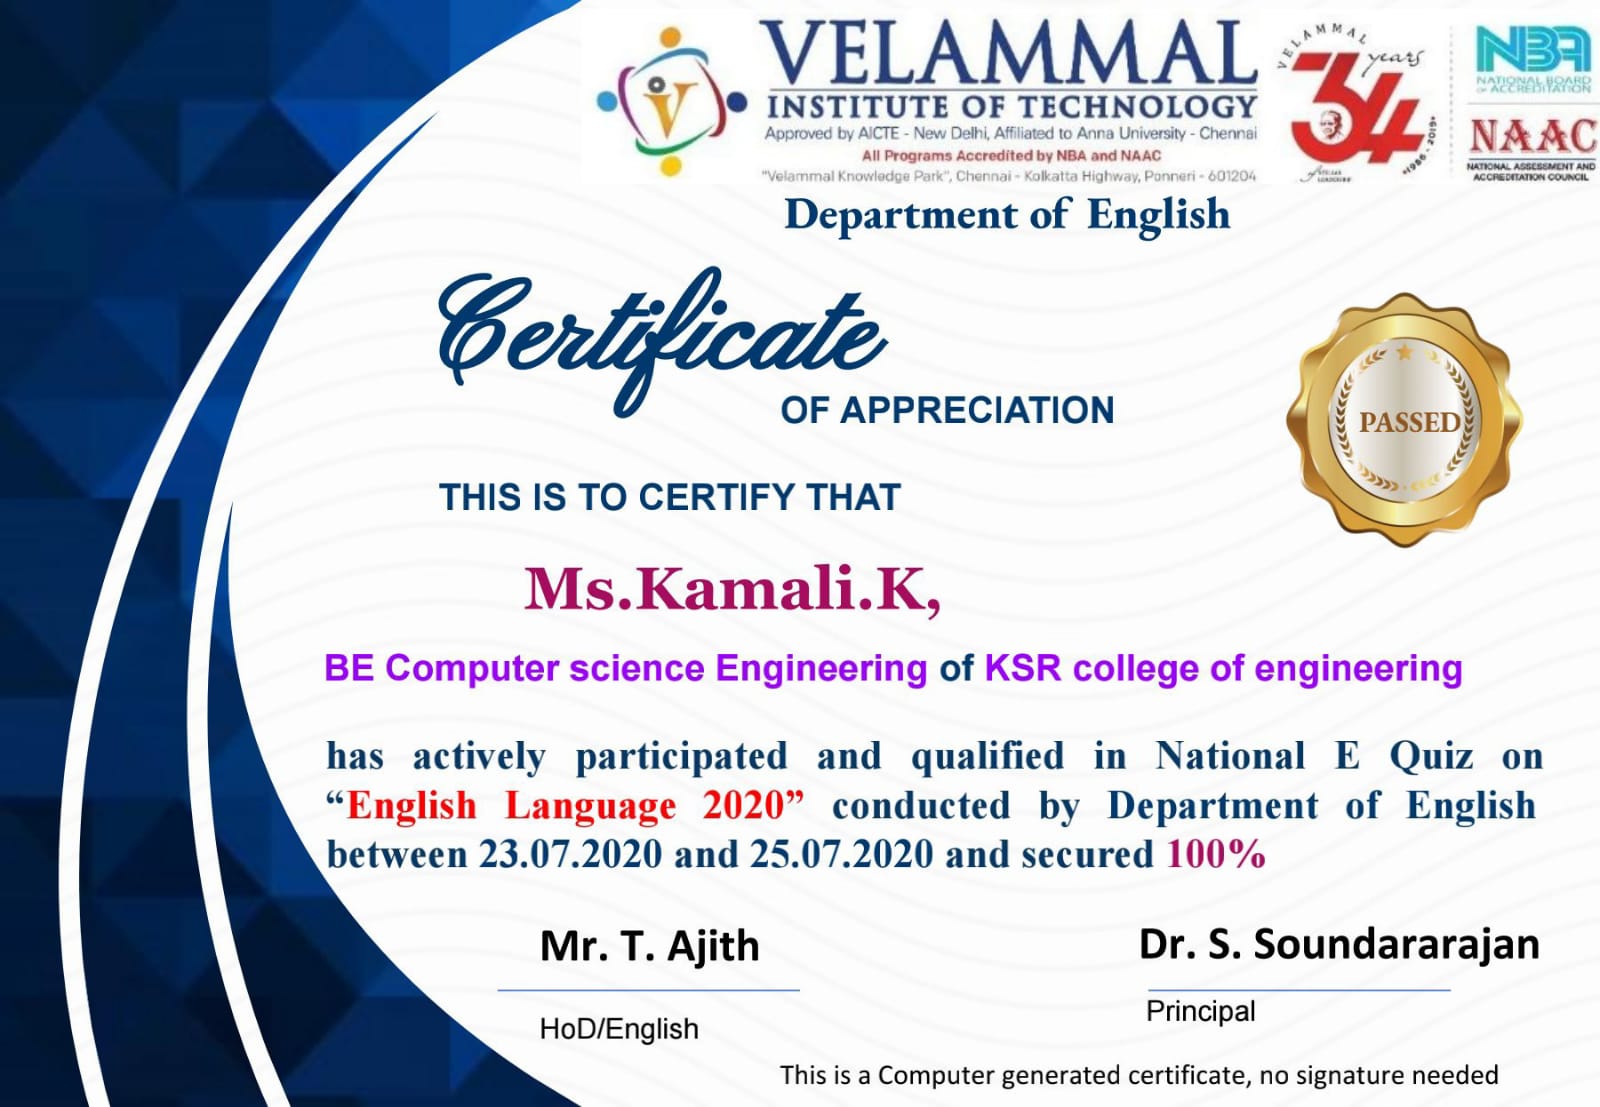 VELAMMAL
INSTITUTE OF TECHNOLOGY
Approved by AICTE - New Delhi, Affiliated to Anna University - Chennai
All Programs Accredited by NBA and NAAC
"Velammal Knowledge Park", Chennai - Kolkatta Highway, Ponneri - 601204
V
VELAMMAL
34 years
*1986 - 2019*
NBA
NATIONAL BOARD
OF ACCREDITATION
NAAC
NATIONAL ASSESSMENT AND
ACCREDITATION COUNCIL
Department of English
Certificate
OF APPRECIATION
PASSED
THIS IS TO CERTIFY THAT
Ms.Kamali.K,
BE Computer science Engineering of KSR college of engineering
has actively participated and qualified in National E Quiz on
“English Language 2020” conducted by Department of English
between 23.07.2020 and 25.07.2020 and secured 100%
Mr. T. Ajith
Dr. S. Soundararajan
HoD/English
Principal
This is a Computer generated certificate, no signature needed